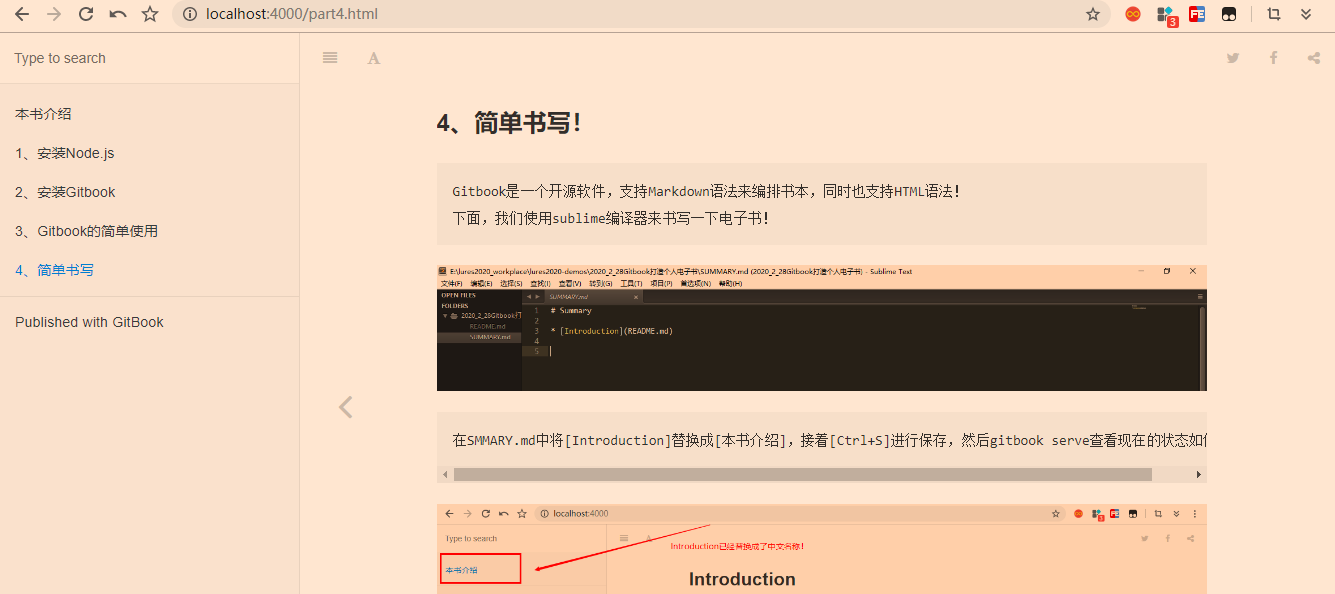 localhost:4000/part4.html
3
Type to search
A
本书介绍
1、安装Node.js
2、安装Gitbook
3、Gitbook的简单使用
4、简单书写
Published with GitBook
4、简单书写！
Gitbook是一个开源软件，支持Markdown语法来编排书本，同时也支持HTML语法！
下面，我们使用sublime编译器来书写一下电子书！
E:\lures2020_workplace\lures2020-demos\2020_2_28Gitbook打造个人电子书\SUMMARY.md (2020_2_28Gitbook打造个人电子书) - Sublime Text
文件(F) 编辑(E) 选择(S) 查找(I) 查看(V) 转到(G) 工具(T) 项目(P) 首选项(N) 帮助(H)
OPEN FILES
FOLDERS
2020_2_28Gitbook打
README.md
SUMMARY.md
SUMMARY.md
1 # Summary
2
3 * [Introduction](README.md)
4
5
在SMMARY.md中将[Introduction]替换成[本书介绍]，接着[Ctrl+S]进行保存，然后gitbook serve查看现在的状态如
localhost:4000
3
Type to search
A
本书介绍
Introduction已经替换成了中文名称！
Introduction